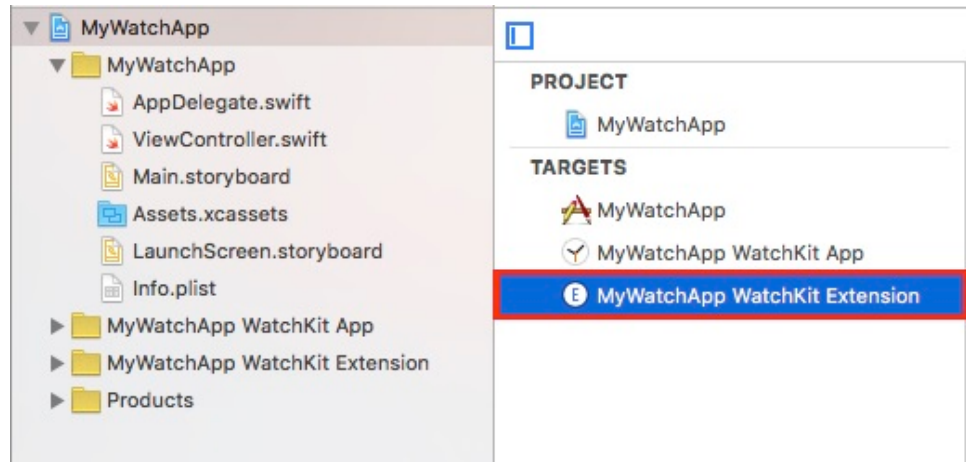 MyWatchApp
MyWatchApp
AppDelegate.swift
ViewController.swift
Main.storyboard
Assets.xcassets
LaunchScreen.storyboard
Info.plist
MyWatchApp WatchKit App
MyWatchApp WatchKit Extension
Products
PROJECT
MyWatchApp
TARGETS
MyWatchApp
MyWatchApp WatchKit App
E MyWatchApp WatchKit Extension